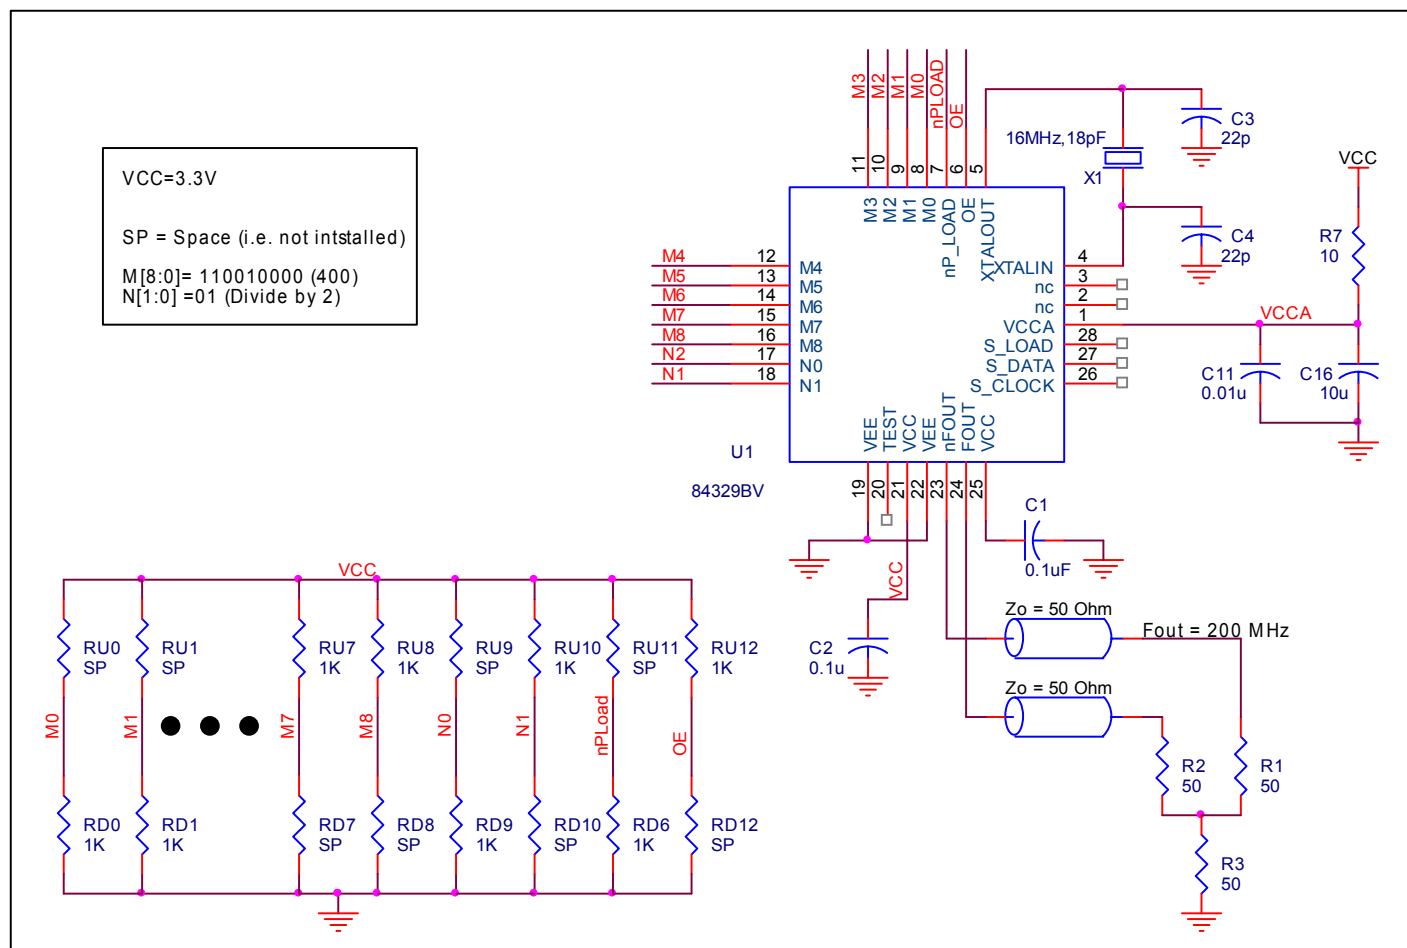 M3
M2
M1
M0
nPLOAD
OE
11
10
9
8
7
6
5
M3
M2
M1
M0
nP_LOAD
OE
XTALOUT
16MHz,18pF
X1
C3
22p
C4
22p
VCC
R7
10
VCC=3.3V
SP = Space (i.e. not intstalled)
M[8:0]= 110010000 (400)
N[1:0] =01 (Divide by 2)
M4
M5
M6
M7
M8
N2
N1
12
13
14
15
16
17
18
M4
M5
M6
M7
M8
N0
N1
XTALIN
nc
nc
VCCA
S_LOAD
S_DATA
S_CLOCK
4
3
2
1
28
27
26
VCCA
C11
0.01u
C16
10u
VEE
TEST
VCC
VEE
nFOUT
FOUT
VCC
U1
84329BV
19
20
21
22
23
24
25
C1
0.1uF
VCC
C2
0.1u
Zo = 50 Ohm
Fout = 200 MHz
Zo = 50 Ohm
R2
50
R1
50
R3
50
VCC
RU0
SP
RU1
SP
RU7
1K
RU8
1K
RU9
SP
RU10
1K
RU11
SP
RU12
1K
M0
M1
M7
M8
N0
N1
nPLoad
OE
RD0
1K
RD1
1K
RD7
SP
RD8
SP
RD9
1K
RD10
SP
RD6
1K
RD12
SP